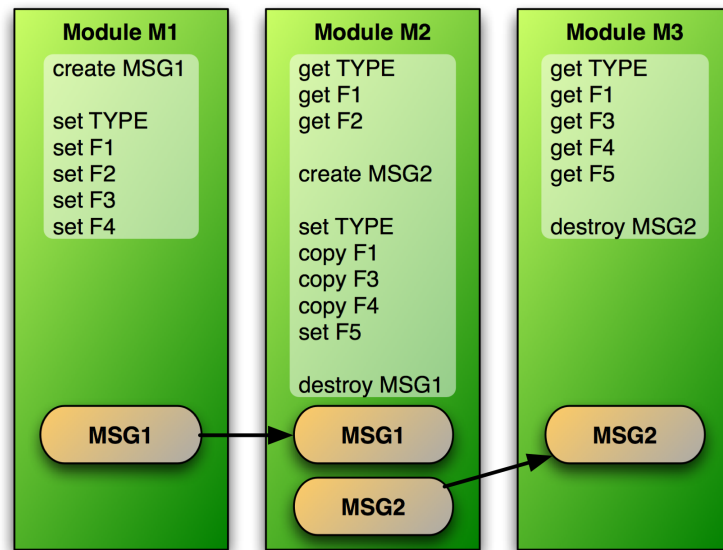 Module M1
create MSG1
set TYPE
set F1
set F2
set F3
set F4
MSG1
Module M2
get TYPE
get F1
get F2
create MSG2
set TYPE
copy F1
copy F3
copy F4
set F5
destroy MSG1
MSG1
MSG2
Module M3
get TYPE
get F1
get F3
get F4
get F5
destroy MSG2
MSG2